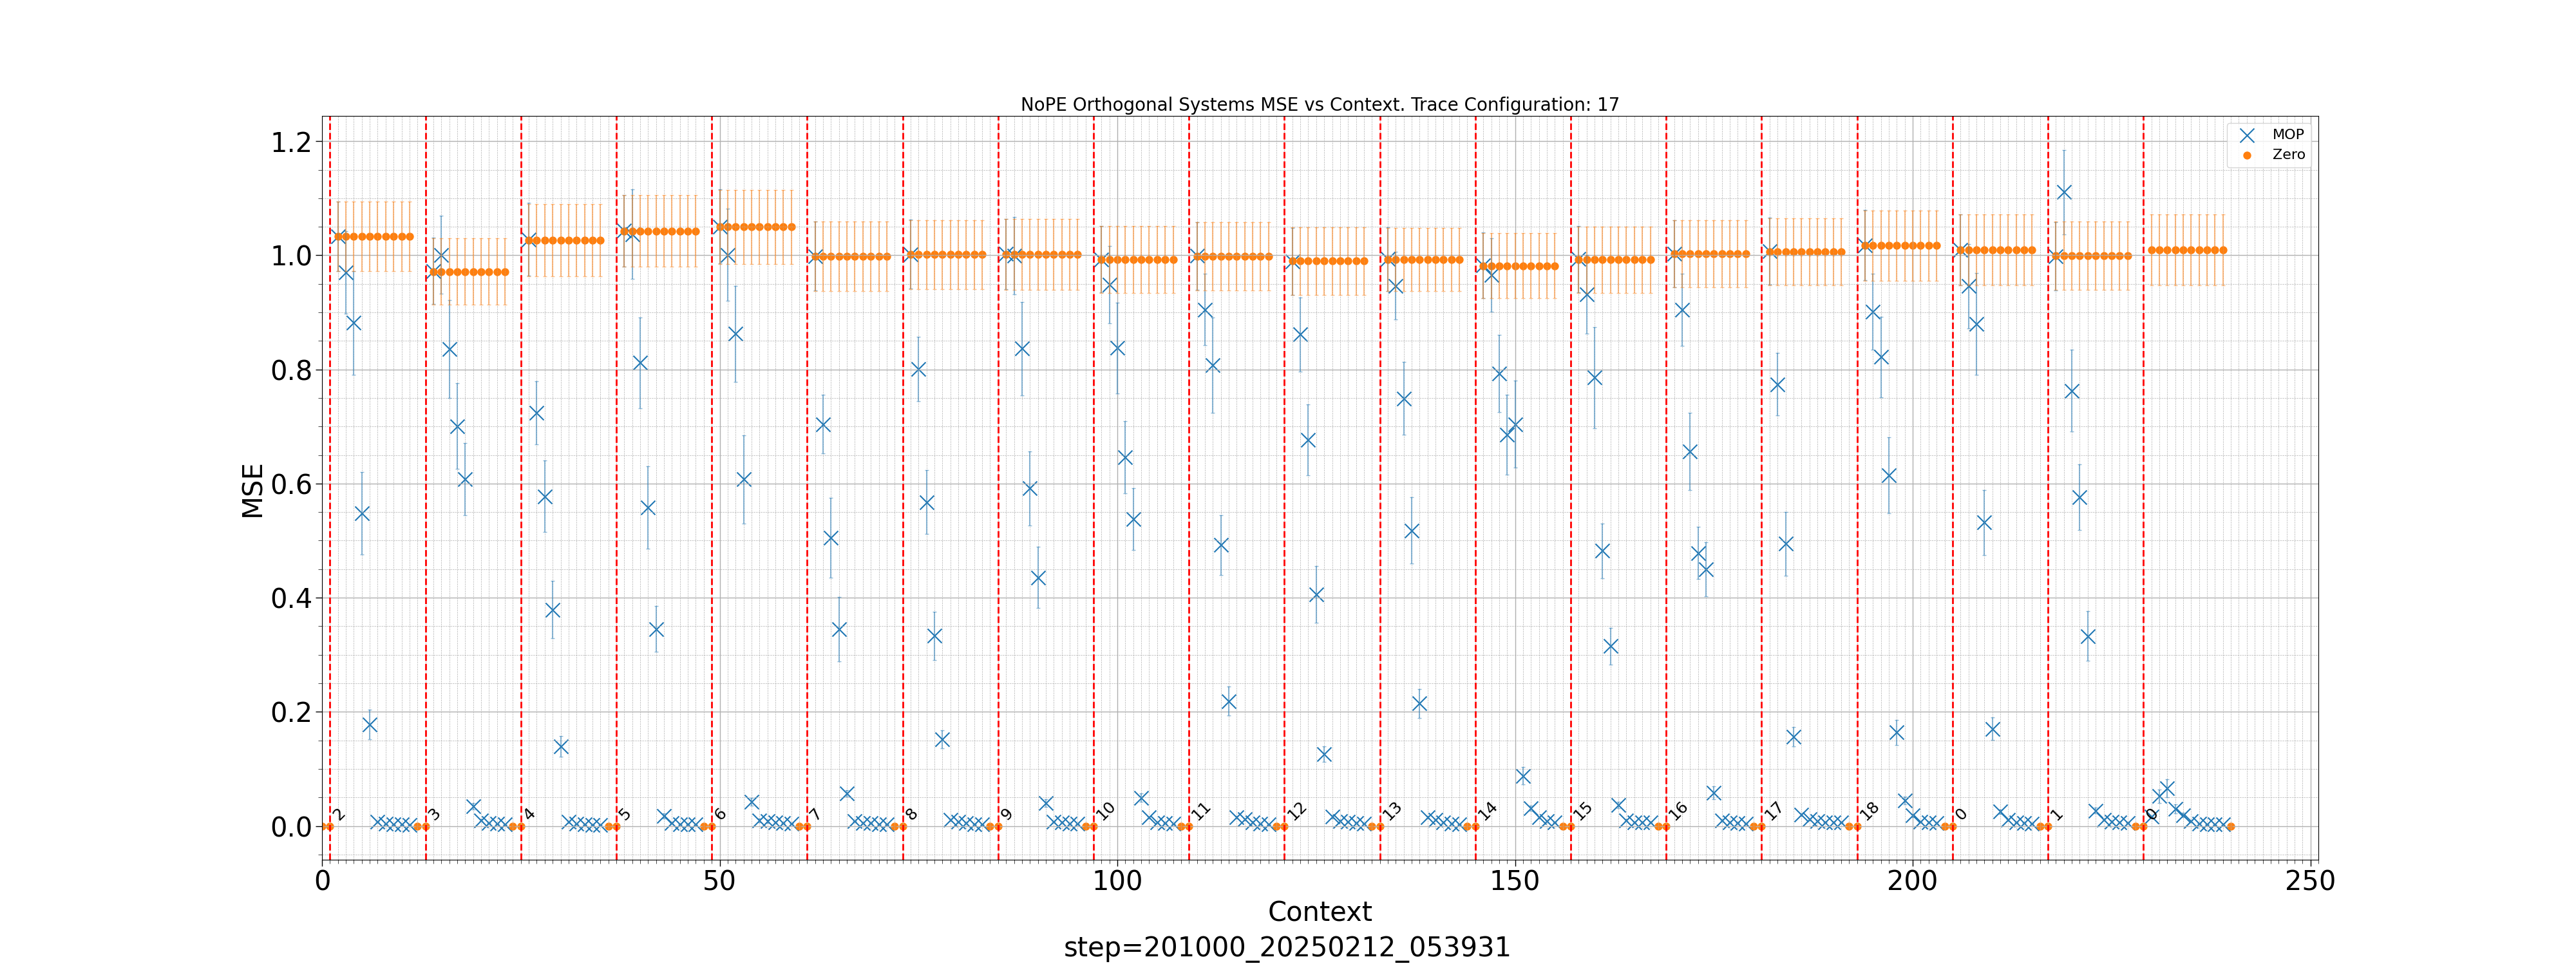 NoPE Orthogonal Systems MSE vs Context. Trace Configuration: 17
MOP
Zero
MSE
1.2
1.0
0.8
0.6
0.4
0.2
0.0
2 3 4 5 6 7 8 9 10 11 12 13 14 15 16 17 18 0 1 0
0 50 100 150 200 250
Context
step=201000_20250212_053931